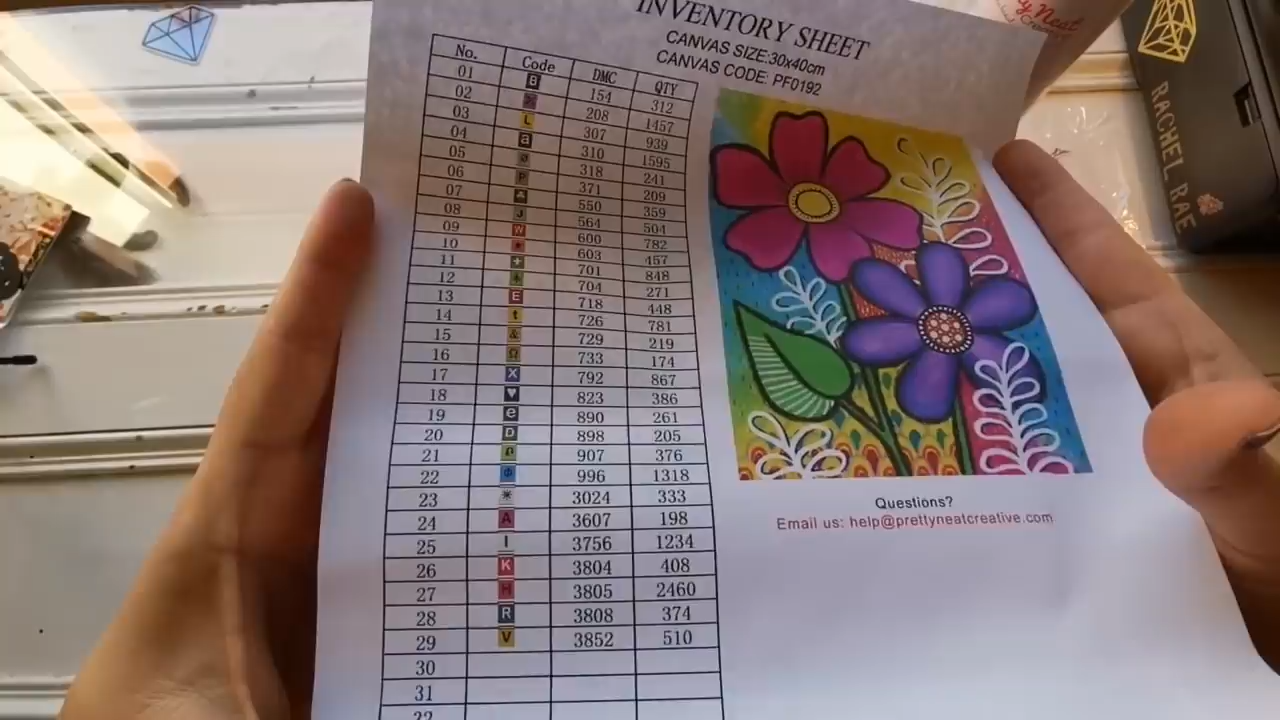 INVENTORY SHEET
CANVAS SIZE:30x40cm
CANVAS CODE: PF0192
No. Code DMC QTY
01 B 154 312
02 208 1457
03 L 307 939
04 a 310 1595
05 318 241
06 P 371 209
07 ♣ 550 359
08 J 564 504
09 W 600 782
10 603 457
11 + 701 848
12 704 271
13 E 718 448
14 t 726 781
15 & 729 219
16 Ω 733 174
17 X 792 867
18 ♥ 823 386
19 e 890 261
20 D 898 205
21 907 376
22 Φ 996 1318
23 ✳ 3024 333
24 A 3607 198
25 I 3756 1234
26 K 3804 408
27 H 3805 2460
28 R 3808 374
29 V 3852 510
30
31
Questions?
Email us: help@prettyneatcreative.com
RACHEL RAE